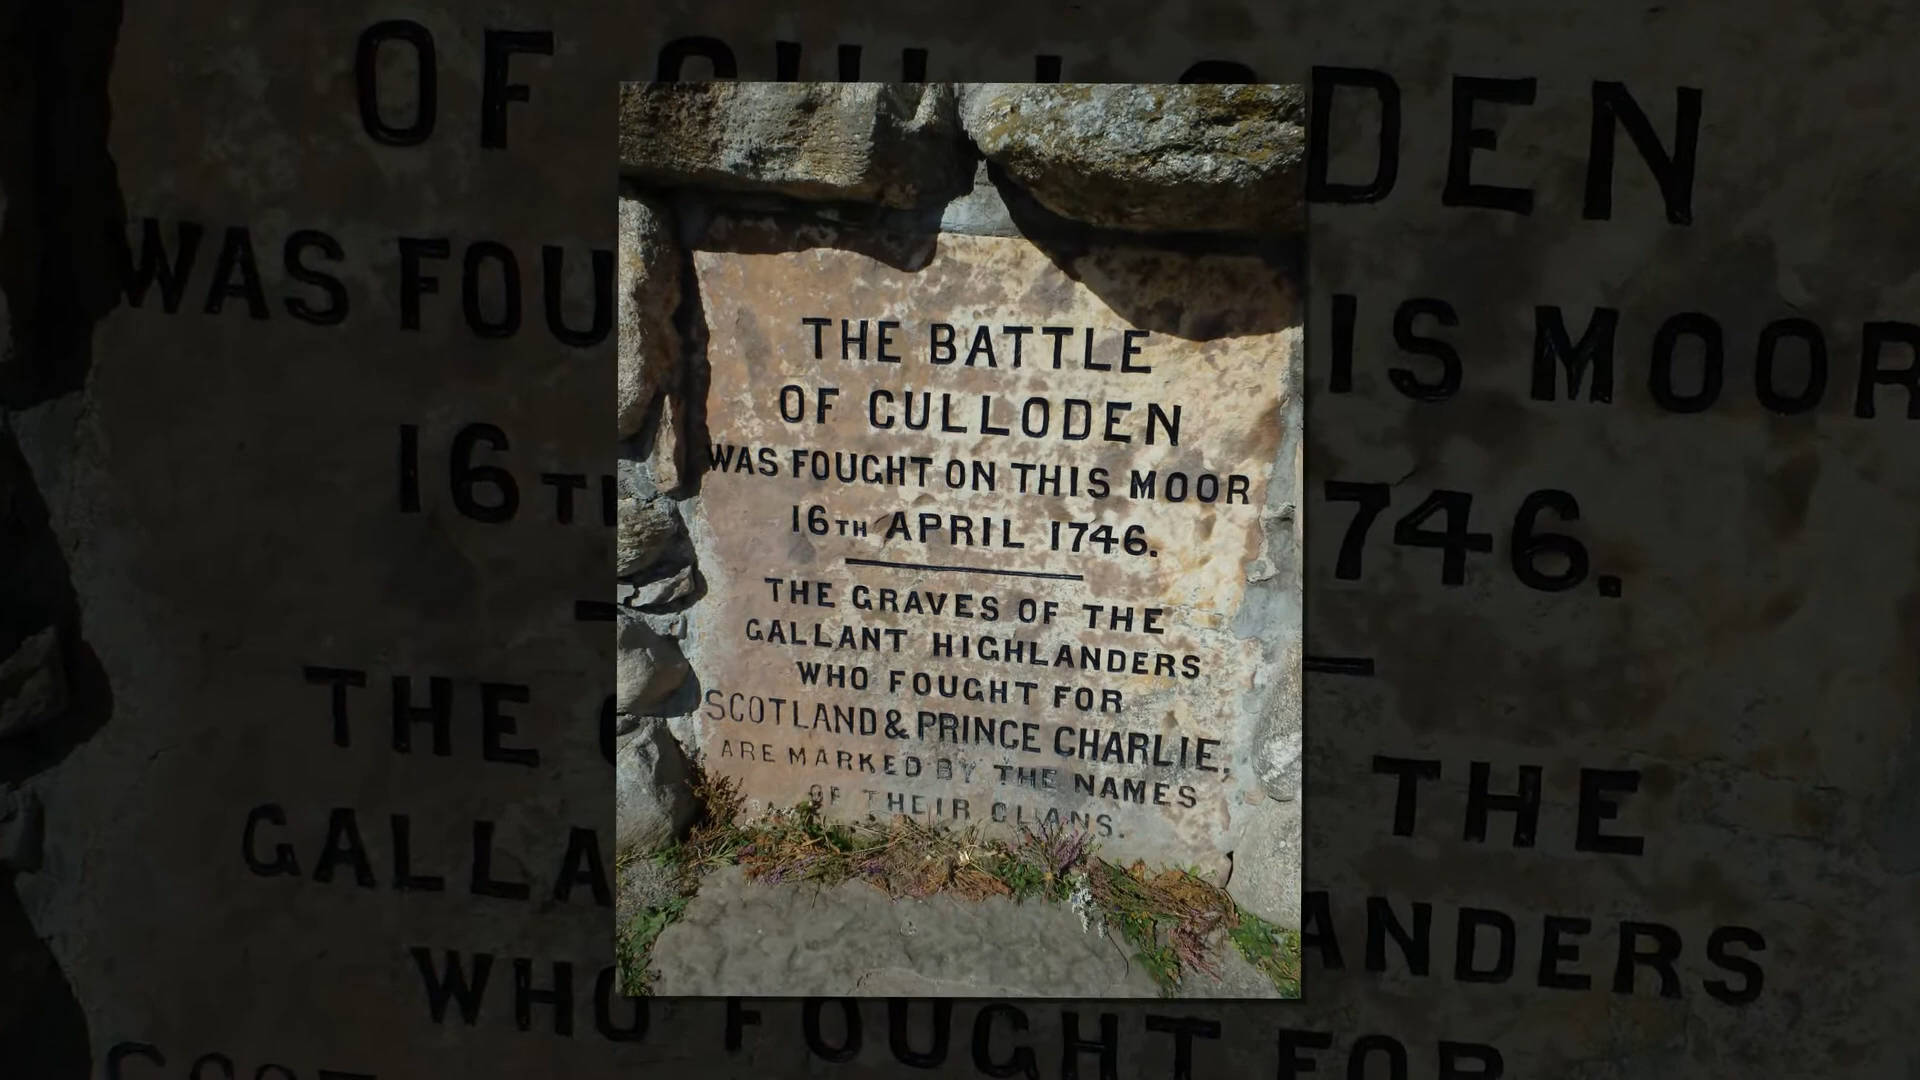 THE BATTLE
OF CULLODEN
WAS FOUGHT ON THIS MOOR
16TH APRIL 1746.
THE GRAVES OF THE
GALLANT HIGHLANDERS
WHO FOUGHT FOR
SCOTLAND & PRINCE CHARLIE,
ARE MARKED BY THE NAMES
OF THEIR CLANS.